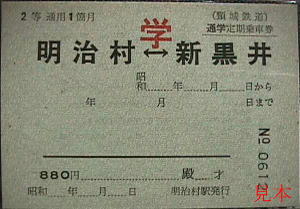 2等 通用1箇月
(頸城鉄道)
通学定期乗車券
学
明治村↔新黒井
昭和 年 月 日から
年 月 日まで
殿 才
880円
昭和 年 月 日 明治村駅発行
No 0612
見本